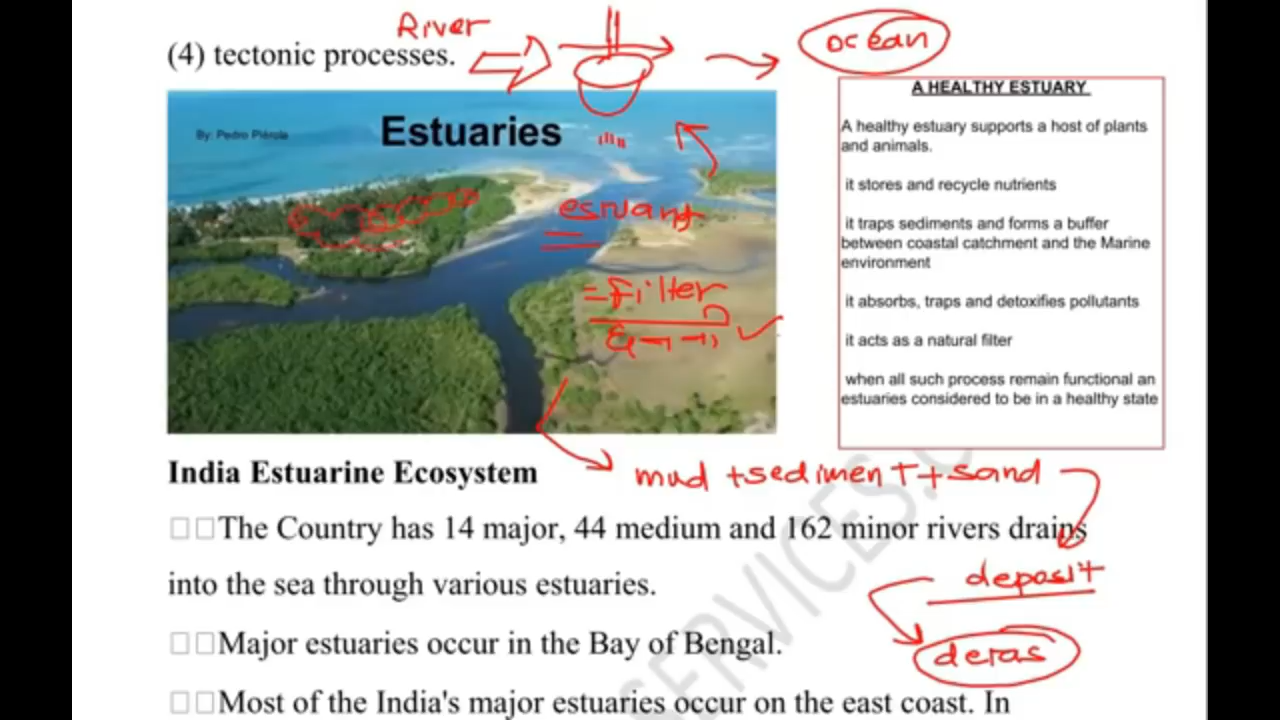 River
ocean
(4) tectonic processes.
By: Pedro Piérola
Estuaries
= filter
A HEALTHY ESTUARY
A healthy estuary supports a host of plants
and animals.
it stores and recycle nutrients
it traps sediments and forms a buffer
between coastal catchment and the Marine
environment
it absorbs, traps and detoxifies pollutants
it acts as a natural filter
when all such process remain functional an
estuaries considered to be in a healthy state
mud + sediment + sand
deposit
India Estuarine Ecosystem
The Country has 14 major, 44 medium and 162 minor rivers drains
into the sea through various estuaries.
Major estuaries occur in the Bay of Bengal.
Most of the India's major estuaries occur on the east coast. In
SERVICES.